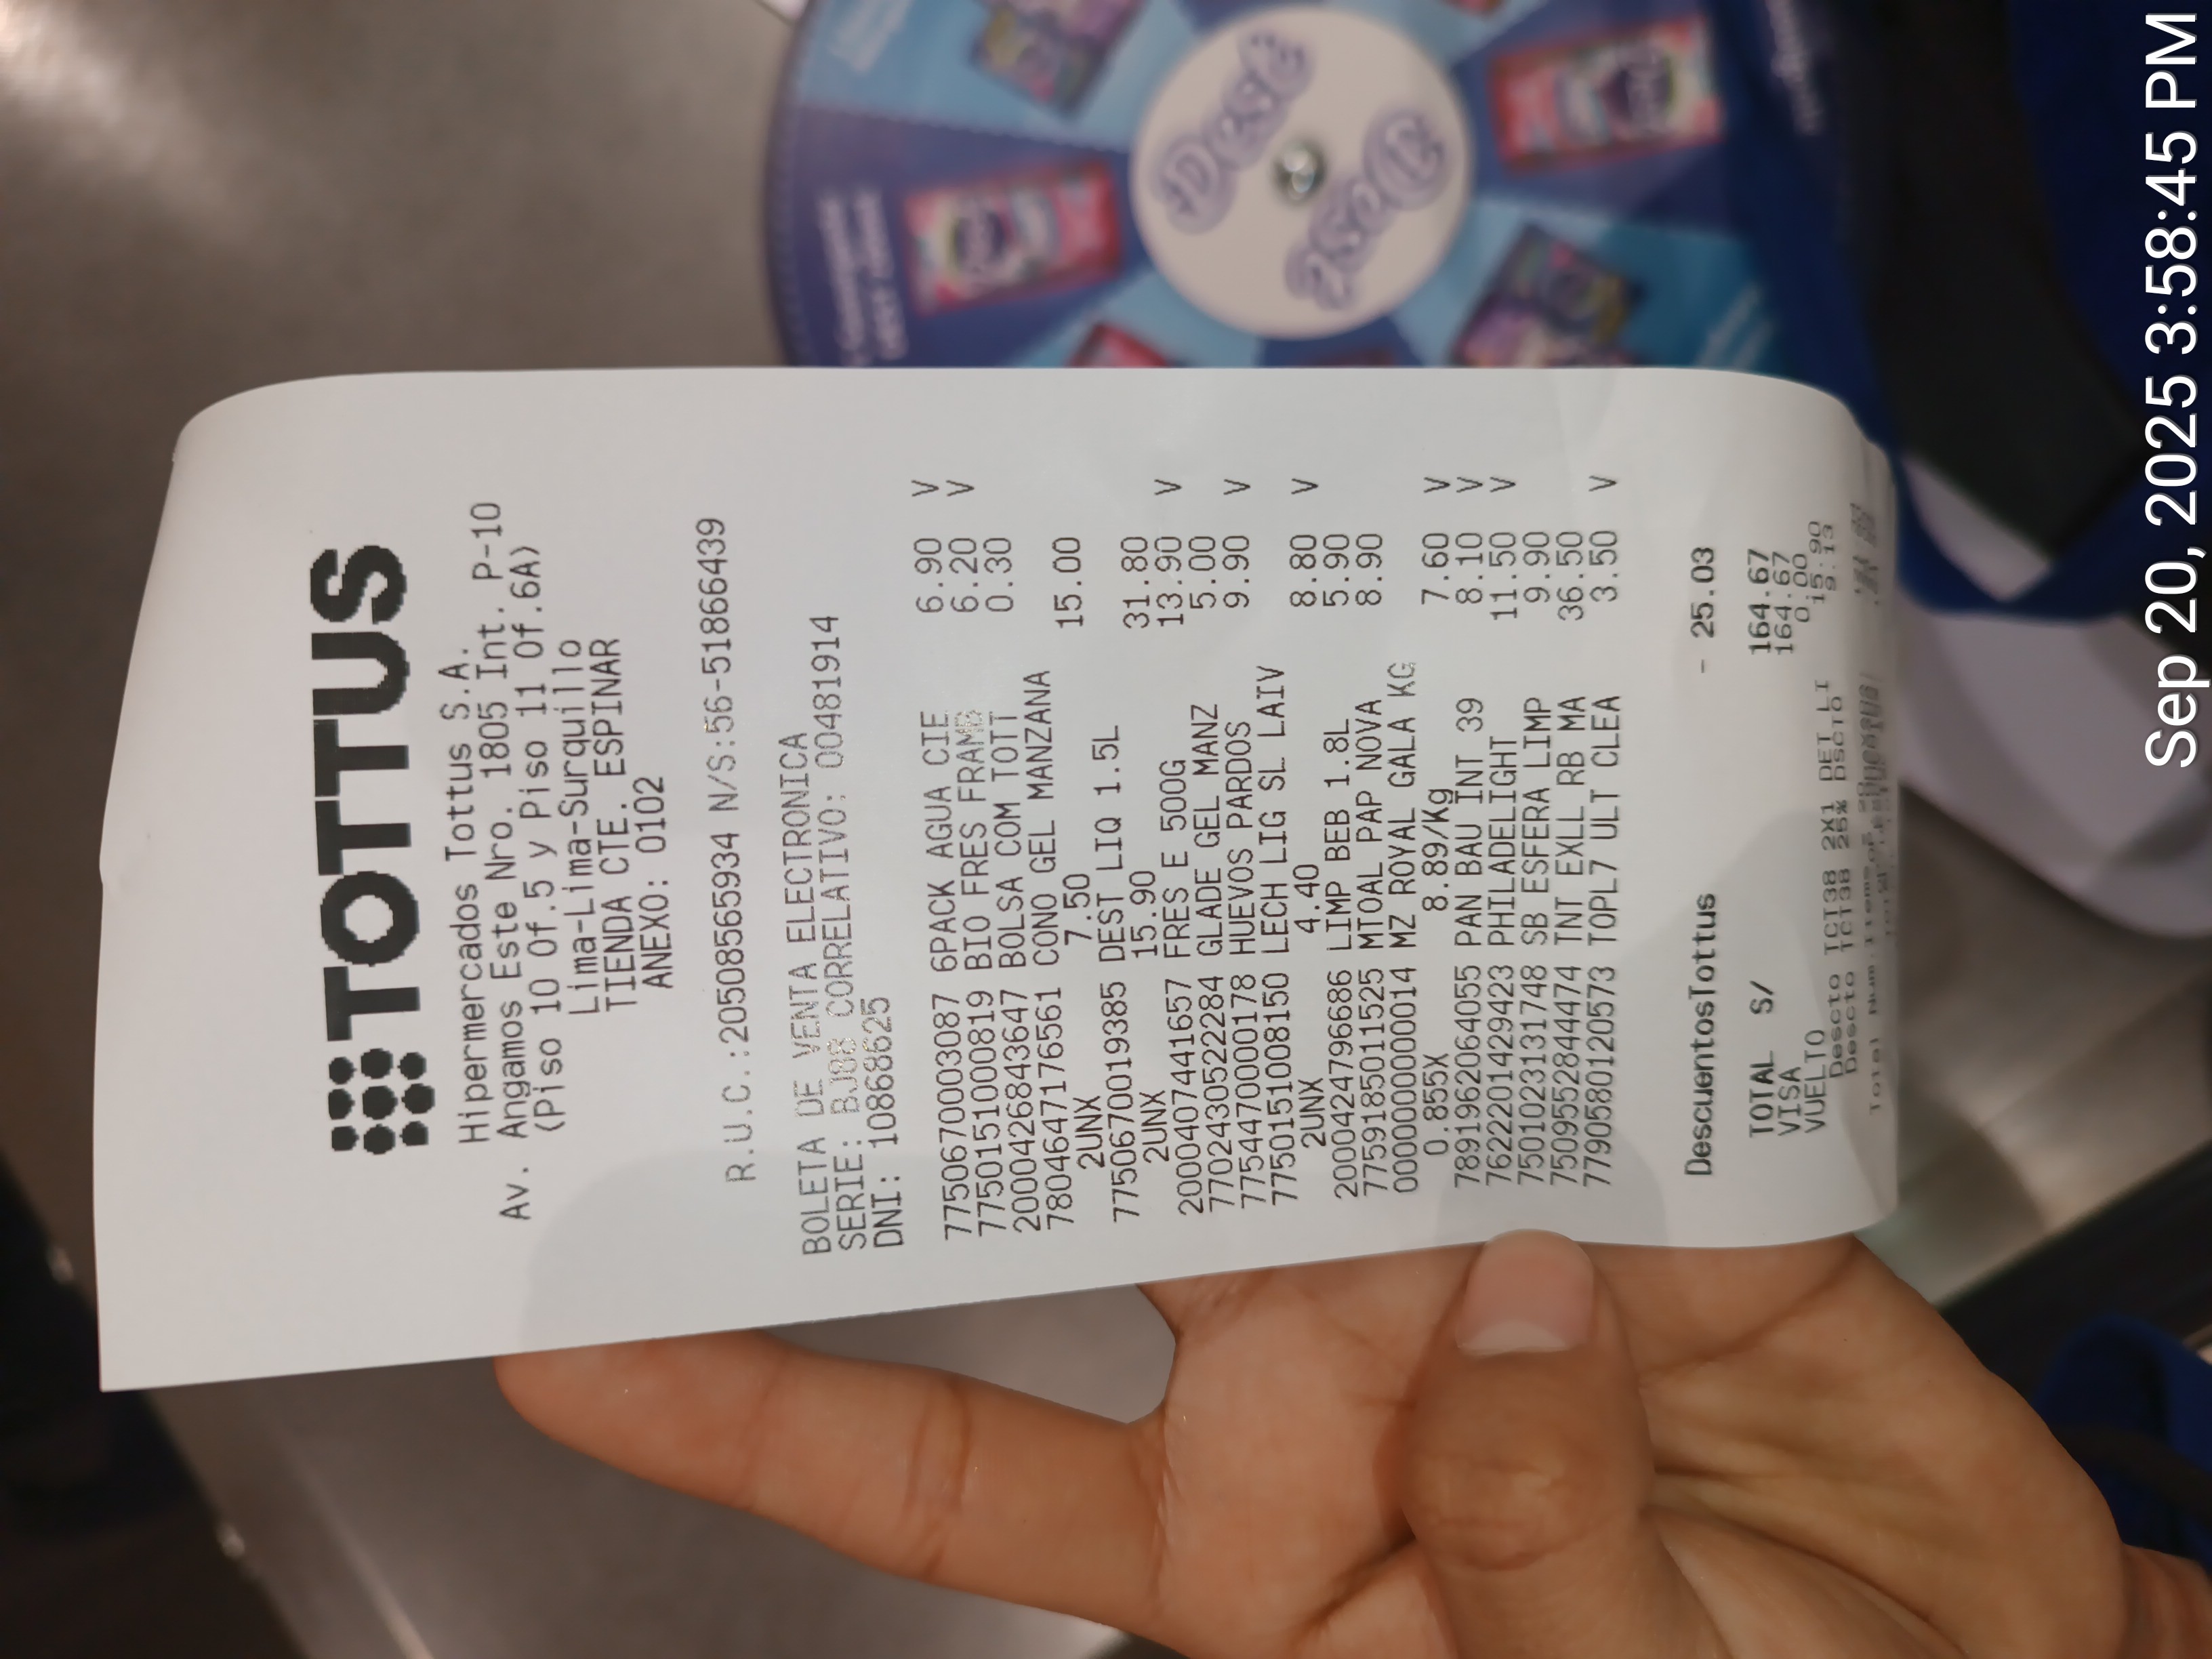 TOTTUS
Hipermercados Tottus S.A.
Av. Angamos Este Nro. 1805 Int. P-10
(Piso 10 Of.5 y Piso 11 Of.6A)
Lima-Lima-Surquillo
TIENDA CTE. ESPINAR
ANEXO: 0102
R.U.C.:20508565934 N/S:56-51866439
BOLETA DE VENTA ELECTRONICA
SERIE: BJ88 CORRELATIVO: 00481914
DNI: 10868625
7750670003087 6PACK AGUA CIE 6.90 V
7750151000819 BIO FRES FRAMB 6.20 V
2000426843647 BOLSA COM TOTT 0.30
7804647176561 CONO GEL MANZANA
2UNX 7.50 15.00
7750670019385 DEST LIQ 1.5L
2UNX 15.90 31.80
2000407441657 FRES E 500G 13.90 V
7702430522284 GLADE GEL MANZ 5.00
7754470000178 HUEVOS PARDOS 9.90 V
7750151008150 LECH LIG SL LAIV
2UNX 4.40 8.80 V
2000424796686 LIMP BEB 1.8L 5.90
7759185011525 MTOAL PAP NOVA 8.90
0000000000014 MZ ROYAL GALA KG
0.855X 8.89/Kg 7.60 V
7891962064055 PAN BAU INT 39 8.10 V
7622201429423 PHILADELIGHT 11.50 V
7501023131748 SB ESFERA LIMP 9.90
7509552844474 TNT EXLL RB MA 36.50
7790580120573 TOPL7 ULT CLEA 3.50 V
DescuentosTottus - 25.03
TOTAL S/ 164.67
VISA 164.67
VUELTO 0.00
Descto TCT38 2X1 DET LI 15.90
Descto TCT38 25% DSCTO 9.13
Total Num
Sep 20, 2025 3:58:45 PM